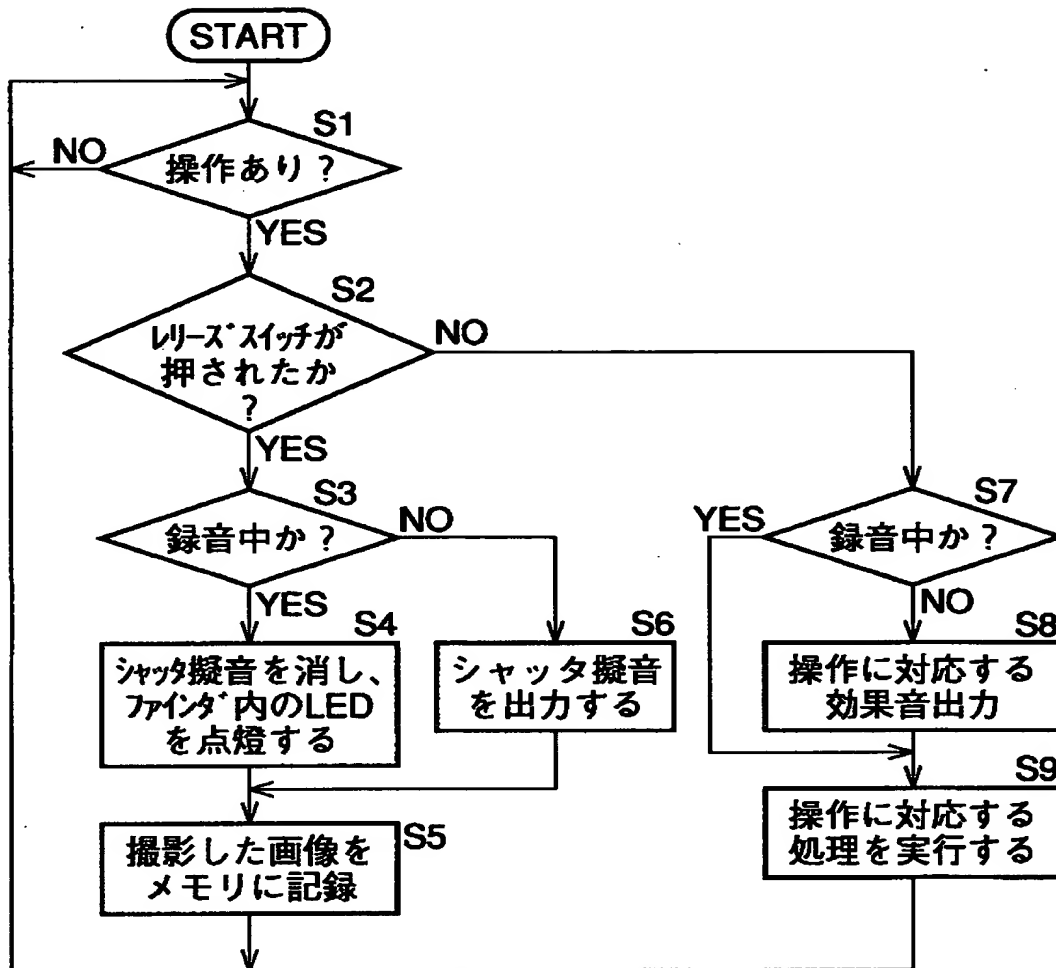 START
S1
NO
操作あり？
YES
S2
レリーズスイッチが
押されたか
？
NO
YES
S3
録音中か？
NO
YES
S4
シャッタ擬音を消し、
ファインダ内のLED
を点燈する
S6
シャッタ擬音
を出力する
S5
撮影した画像を
メモリに記録
S7
YES
録音中か？
NO
S8
操作に対応する
効果音出力
S9
操作に対応する
処理を実行する